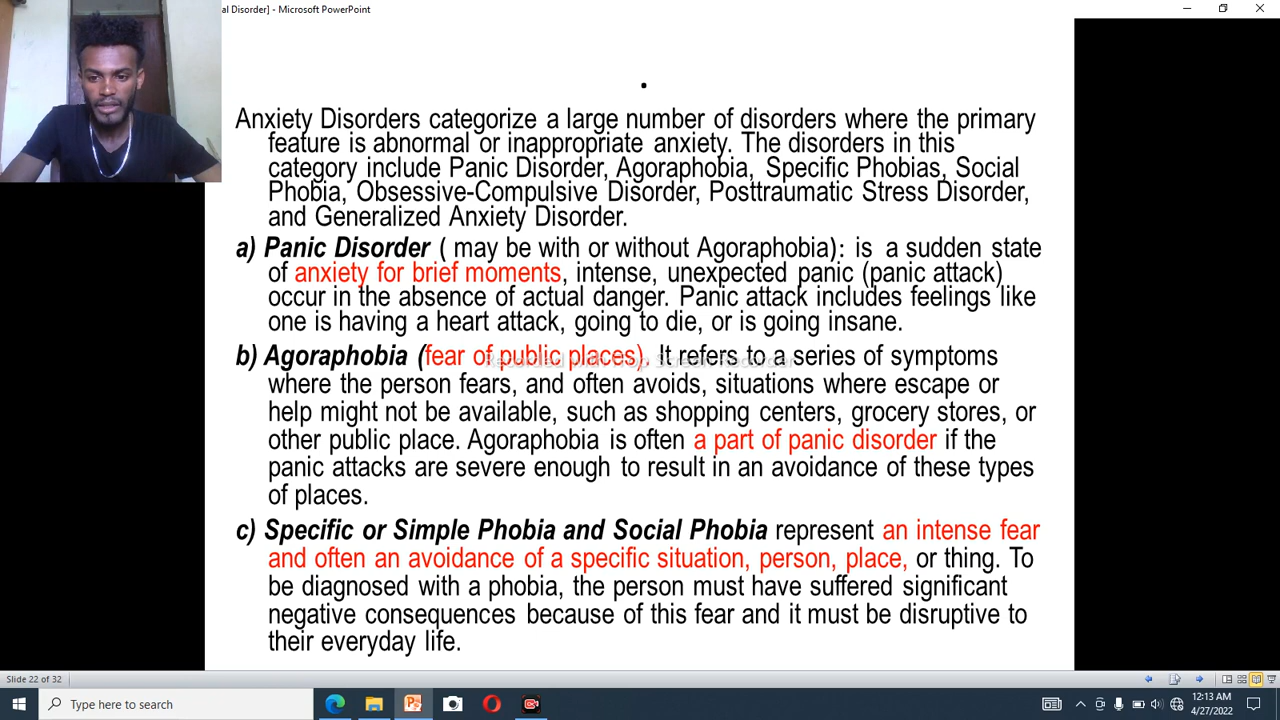 al Disorder] - Microsoft PowerPoint
Anxiety Disorders categorize a large number of disorders where the primary
feature is abnormal or inappropriate anxiety. The disorders in this
category include Panic Disorder, Agoraphobia, Specific Phobias, Social
Phobia, Obsessive-Compulsive Disorder, Posttraumatic Stress Disorder,
and Generalized Anxiety Disorder.
a) Panic Disorder ( may be with or without Agoraphobia): is a sudden state
of anxiety for brief moments, intense, unexpected panic (panic attack)
occur in the absence of actual danger. Panic attack includes feelings like
one is having a heart attack, going to die, or is going insane.
b) Agoraphobia (fear of public places). It refers to a series of symptoms
where the person fears, and often avoids, situations where escape or
help might not be available, such as shopping centers, grocery stores, or
other public place. Agoraphobia is often a part of panic disorder if the
panic attacks are severe enough to result in an avoidance of these types
of places.
c) Specific or Simple Phobia and Social Phobia represent an intense fear
and often an avoidance of a specific situation, person, place, or thing. To
be diagnosed with a phobia, the person must have suffered significant
negative consequences because of this fear and it must be disruptive to
their everyday life.
Slide 22 of 32
Type here to search
12:13 AM
4/27/2022